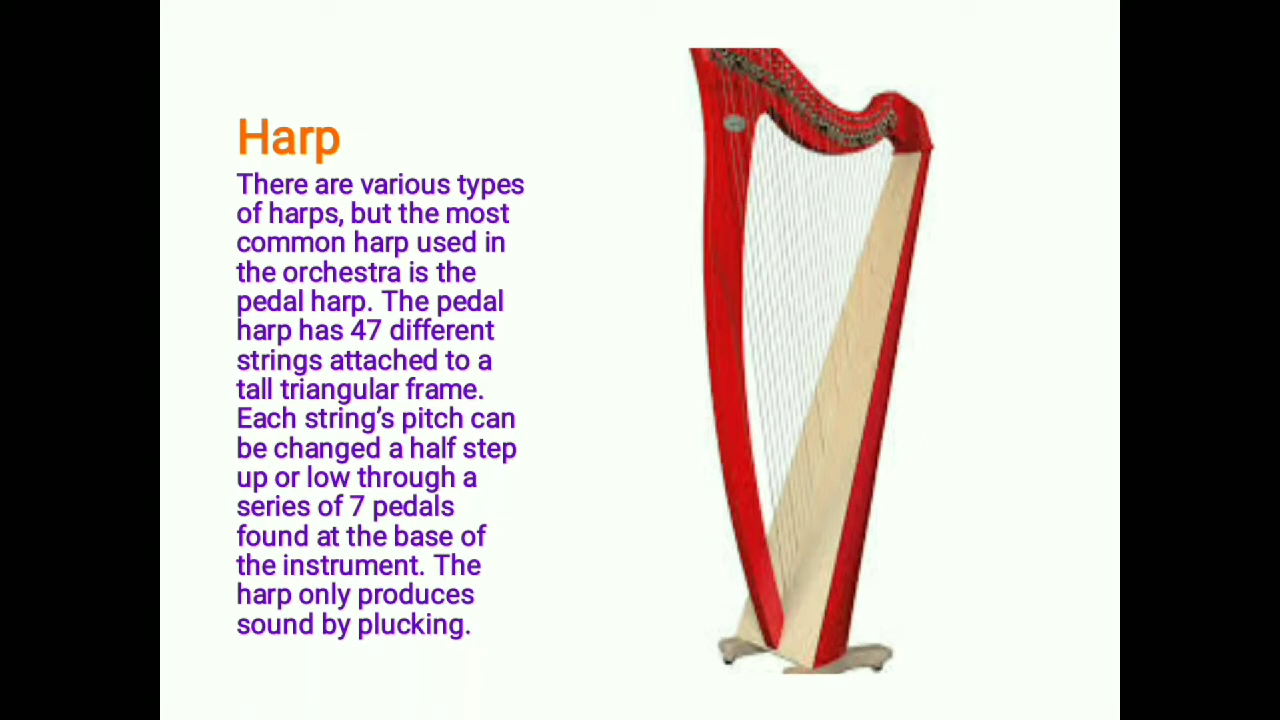 Harp
There are various types
of harps, but the most
common harp used in
the orchestra is the
pedal harp. The pedal
harp has 47 different
strings attached to a
tall triangular frame.
Each string’s pitch can
be changed a half step
up or low through a
series of 7 pedals
found at the base of
the instrument. The
harp only produces
sound by plucking.